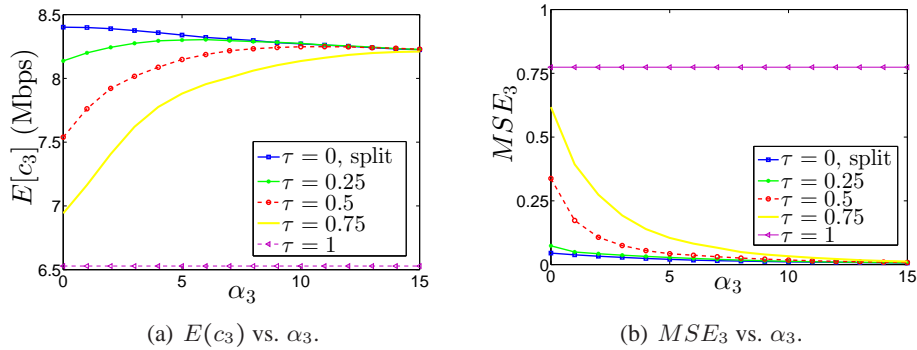 8.5
8
7.5
7
6.5
0 5 10 15
E[c₃] (Mbps)
α₃
τ = 0, split
τ = 0.25
τ = 0.5
τ = 0.75
τ = 1
(a) E(c₃) vs. α₃.
1
0.75
0.5
0.25
0
0 5 10 15
MSE₃
α₃
τ = 0, split
τ = 0.25
τ = 0.5
τ = 0.75
τ = 1
(b) MSE₃ vs. α₃.